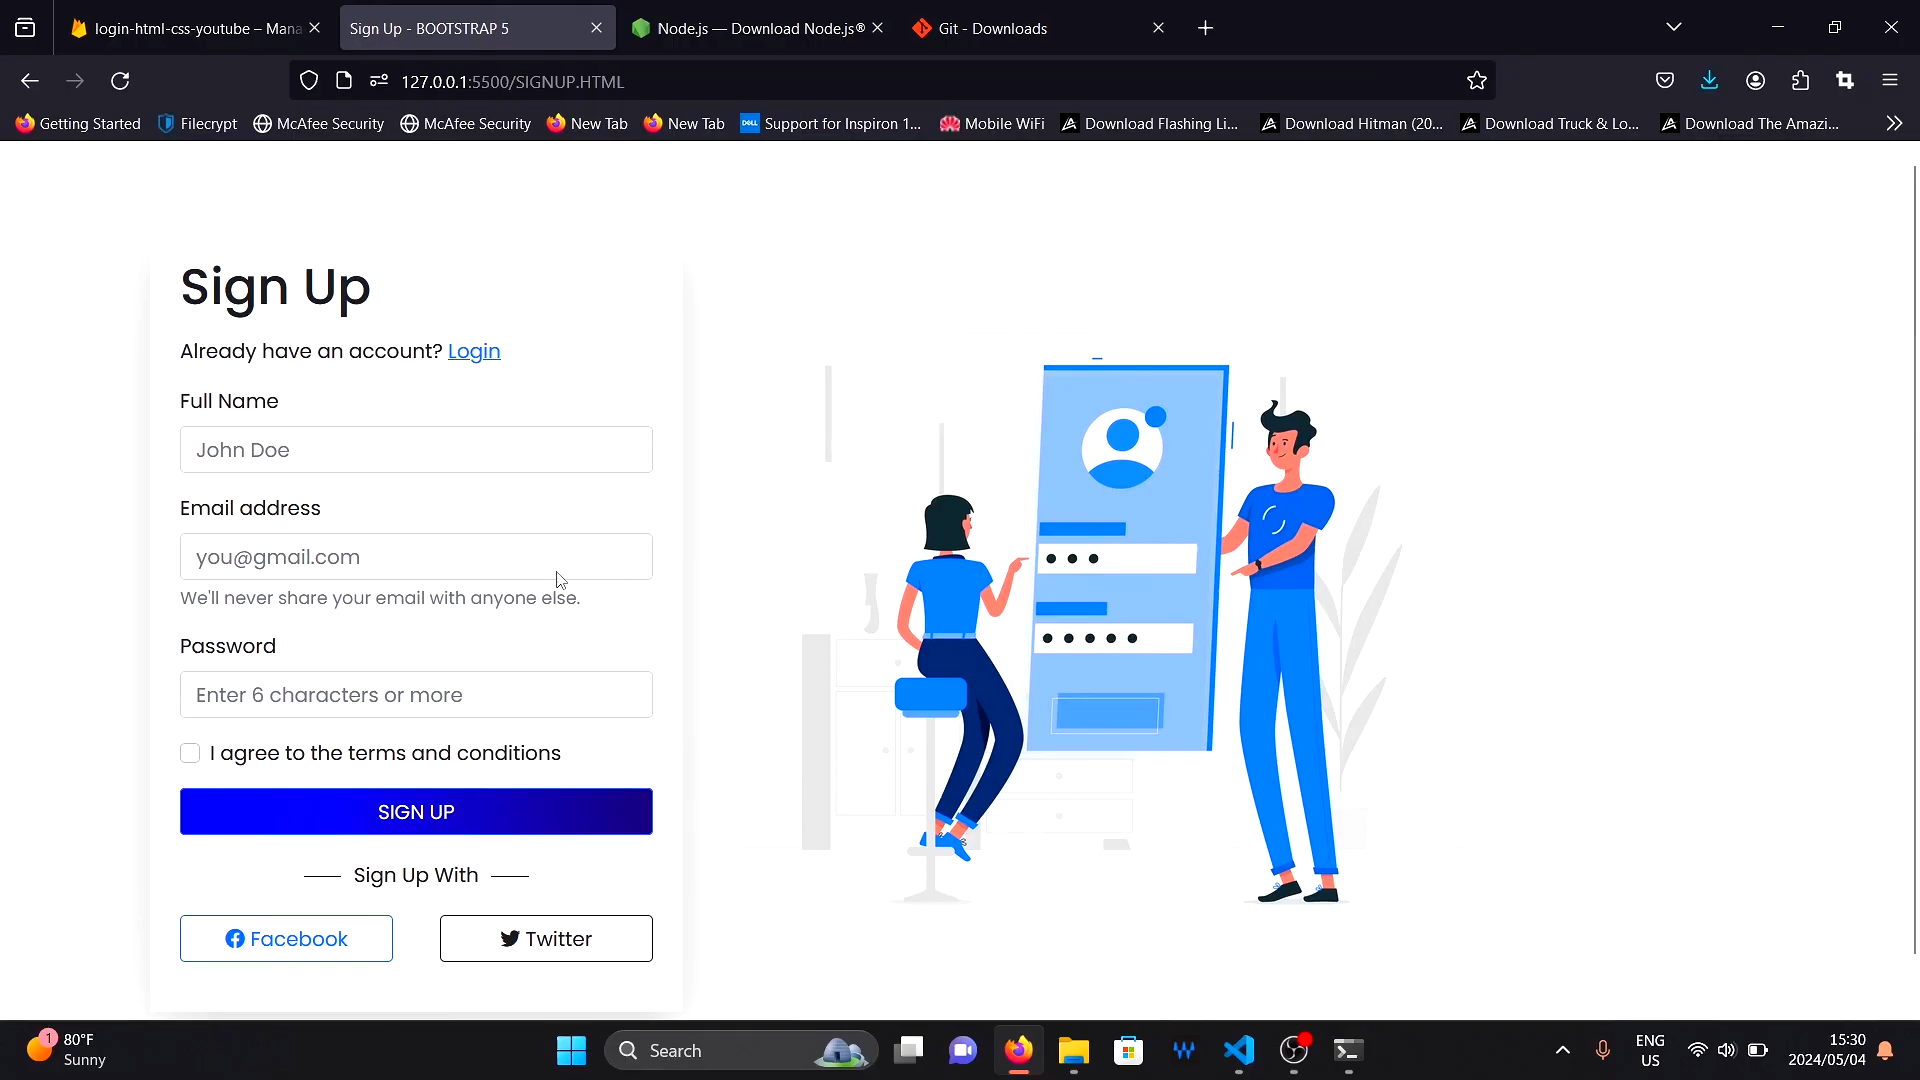 login-html-css-youtube – Mana
Sign Up - BOOTSTRAP 5
Node.js — Download Node.js®
Git - Downloads
127.0.0.1:5500/SIGNUP.HTML
Getting Started
Filecrypt
McAfee Security
McAfee Security
New Tab
New Tab
DELL
Support for Inspiron 1...
Mobile WiFi
Download Flashing Li...
Download Hitman (20...
Download Truck & Lo...
Download The Amazi...
Sign Up
Already have an account? Login
Full Name
John Doe
Email address
you@gmail.com
We'll never share your email with anyone else.
Password
Enter 6 characters or more
I agree to the terms and conditions
SIGN UP
Sign Up With
Facebook
Twitter
1
80°F
Sunny
Search
ENG
US
15:30
2024/05/04